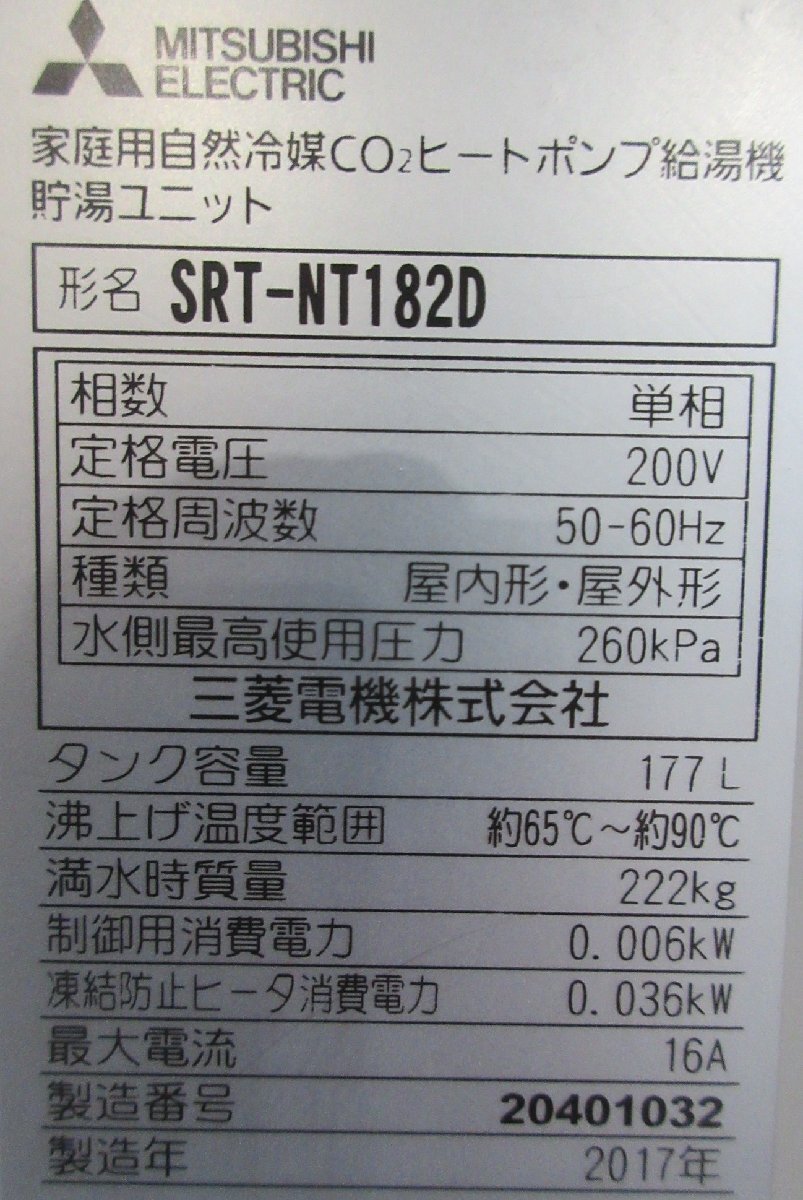 MITSUBISHI
ELECTRIC
家庭用自然冷媒CO₂ヒートポンプ給湯機
貯湯ユニット
形名 SRT-NT182D
相数 単相
定格電圧 200V
定格周波数 50-60Hz
種類 屋内形・屋外形
水側最高使用圧力 260kPa
三菱電機株式会社
タンク容量 177L
沸上げ温度範囲 約65℃～約90℃
満水時質量 222kg
制御用消費電力 0.006kW
凍結防止ヒータ消費電力 0.036kW
最大電流 16A
製造番号 20401032
製造年 2017年